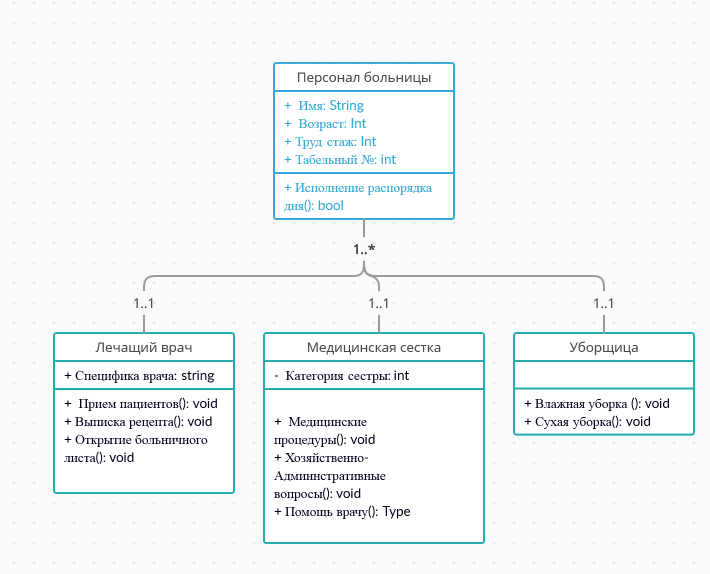 Персонал больницы
+ Имя: String
+ Возраст: Int
+ Труд стаж: Int
+ Табельный №: int
+ Исполнение распорядка
дня(): bool
1..*
1..1
1..1
1..1
Лечащий врач
+ Специфика врача: string
+ Прием пациентов(): void
+ Выписка рецепта(): void
+ Открытие больничного
листа(): void
Медицинская сестка
- Категория сестры: int
+ Медицинские
процедуры(): void
+ Хозяйственно-
Админнстративные
вопросы(): void
+ Помощь врачу(): Type
Уборщица
+ Влажная уборка (): void
+ Сухая уборка(): void